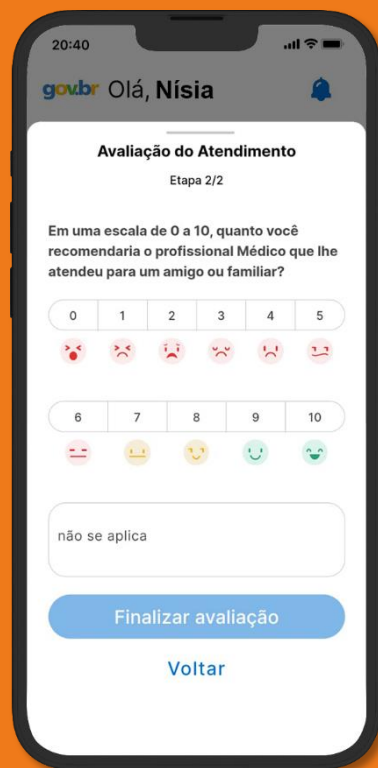 20:40
gov.br Olá, Nísia
Avaliação do Atendimento
Etapa 2/2
Em uma escala de 0 a 10, quanto você
recomendaria o profissional Médico que lhe
atendeu para um amigo ou familiar?
0 1 2 3 4 5
6 7 8 9 10
não se aplica
Finalizar avaliação
Voltar